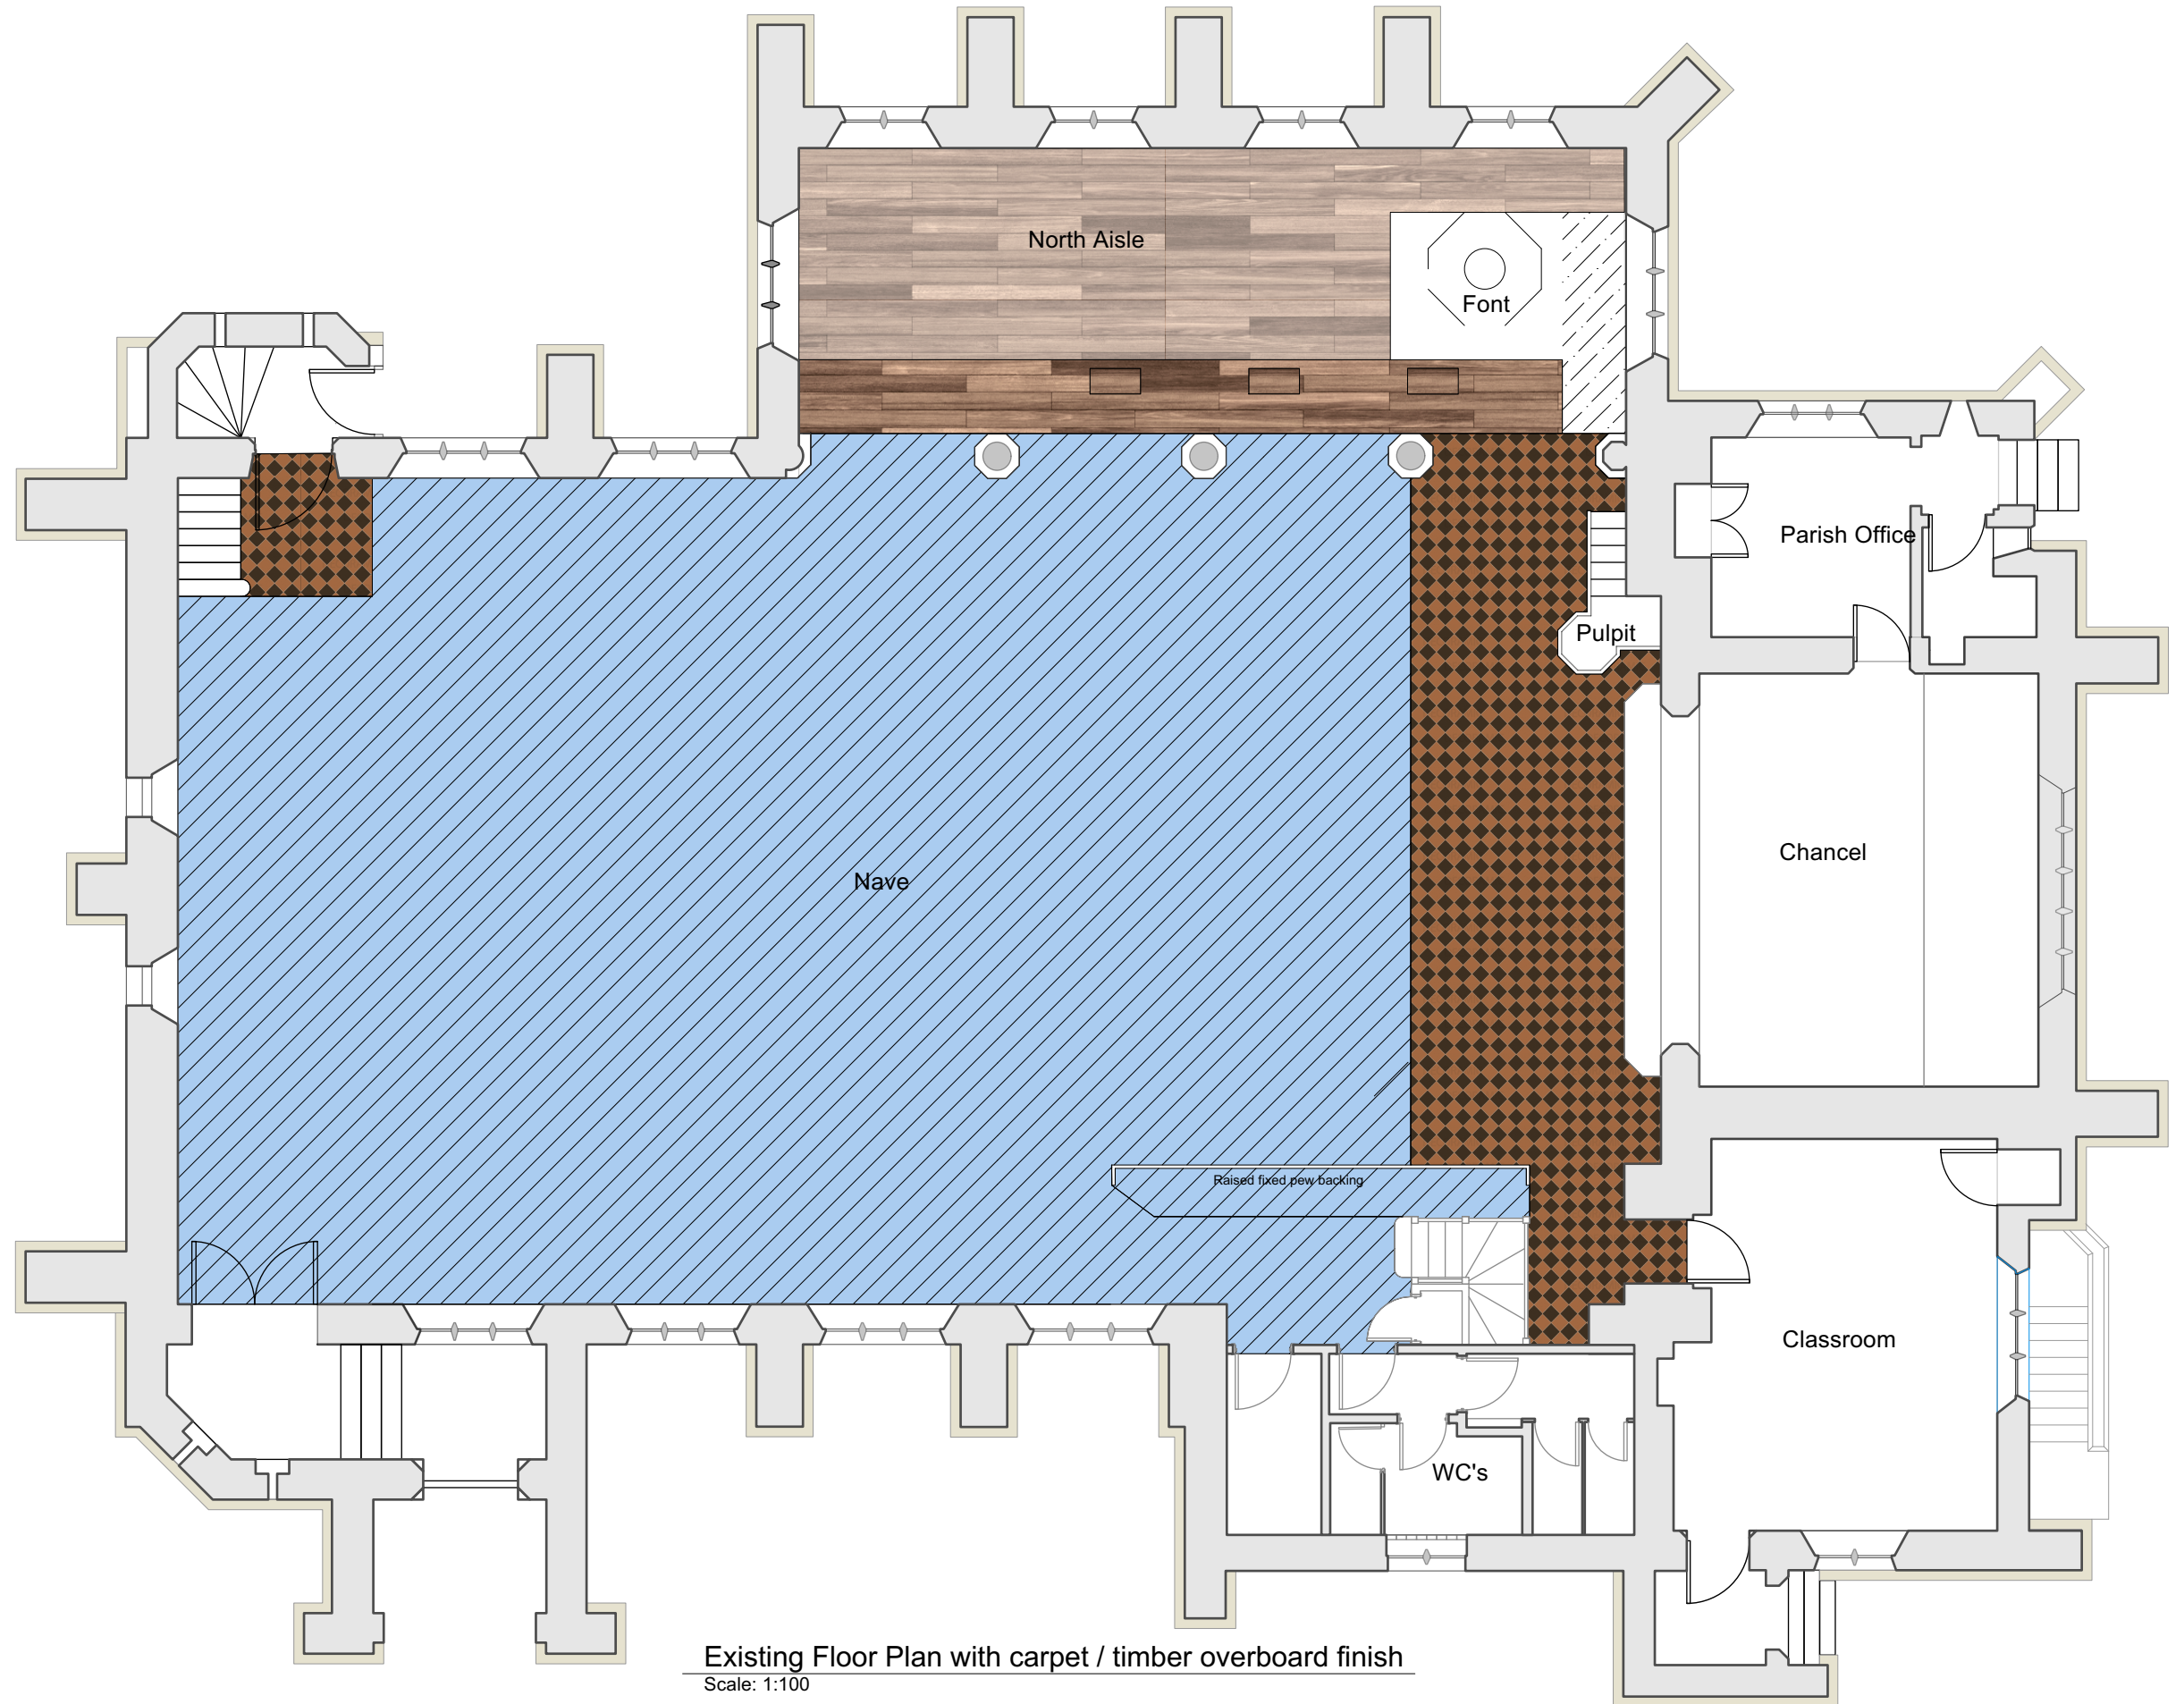 North Aisle
Font
Parish Office
Pulpit
Chancel
Nave
Raised fixed pew backing
Classroom
WC's
Existing Floor Plan with carpet / timber overboard finish
Scale: 1:100